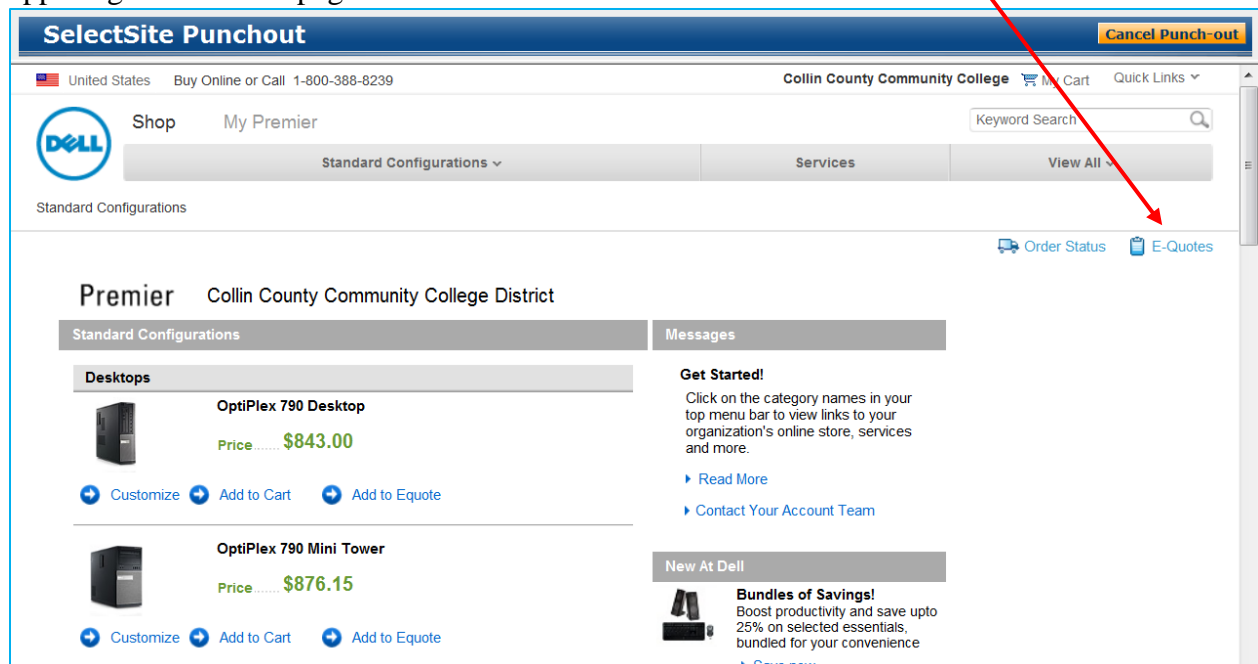 SelectSite Punchout
Cancel Punch-out
United States Buy Online or Call 1-800-388-8239
Collin County Community College My Cart Quick Links
DELL
Shop My Premier
Keyword Search
Standard Configurations Services View All
Standard Configurations
Order Status E-Quotes
Premier Collin County Community College District
Standard Configurations
Desktops
OptiPlex 790 Desktop
Price....... $843.00
Customize Add to Cart Add to Equote
OptiPlex 790 Mini Tower
Price....... $876.15
Customize Add to Cart Add to Equote
Messages
Get Started!
Click on the category names in your
top menu bar to view links to your
organization's online store, services
and more.
Read More
Contact Your Account Team
New At Dell
Bundles of Savings!
Boost productivity and save upto
25% on selected essentials,
bundled for your convenience